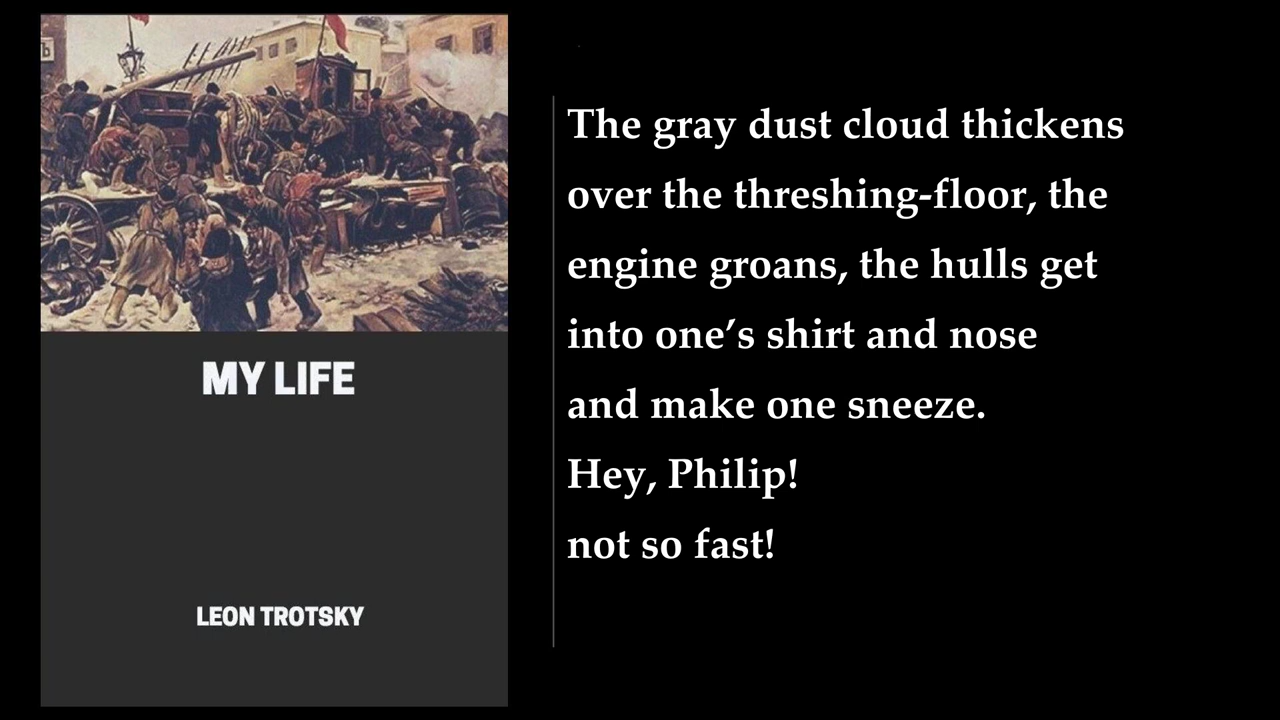 MY LIFE
LEON TROTSKY
The gray dust cloud thickens
over the threshing-floor, the
engine groans, the hulls get
into one’s shirt and nose
and make one sneeze.
Hey, Philip!
not so fast!